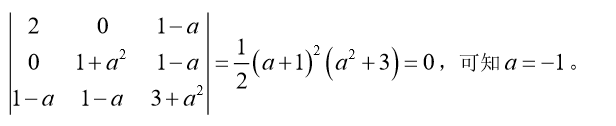 | 2 0 1−a |
| 0 1+a² 1−a | = 1/2 (a+1)² (a²+3) = 0，可知 a = −1。
| 1−a 1−a 3+a² |